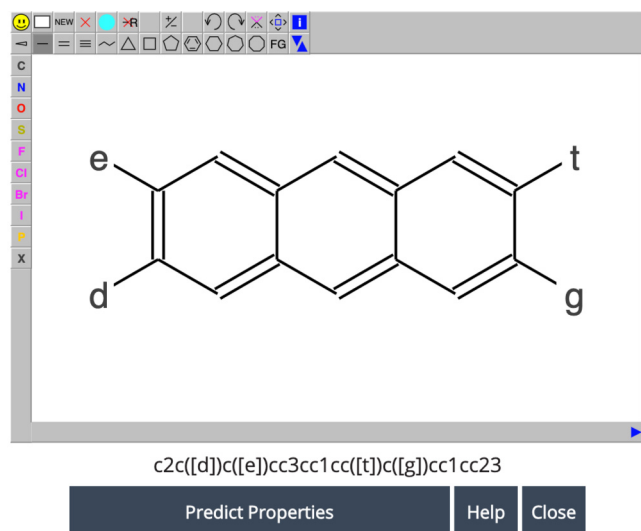 NEW R +/- i
FG
C
N
O
S
F
Cl
Br
I
P
X
e t
d g
c2c([d])c([e])cc3cc1cc([t])c([g])cc1cc23
Predict Properties Help Close